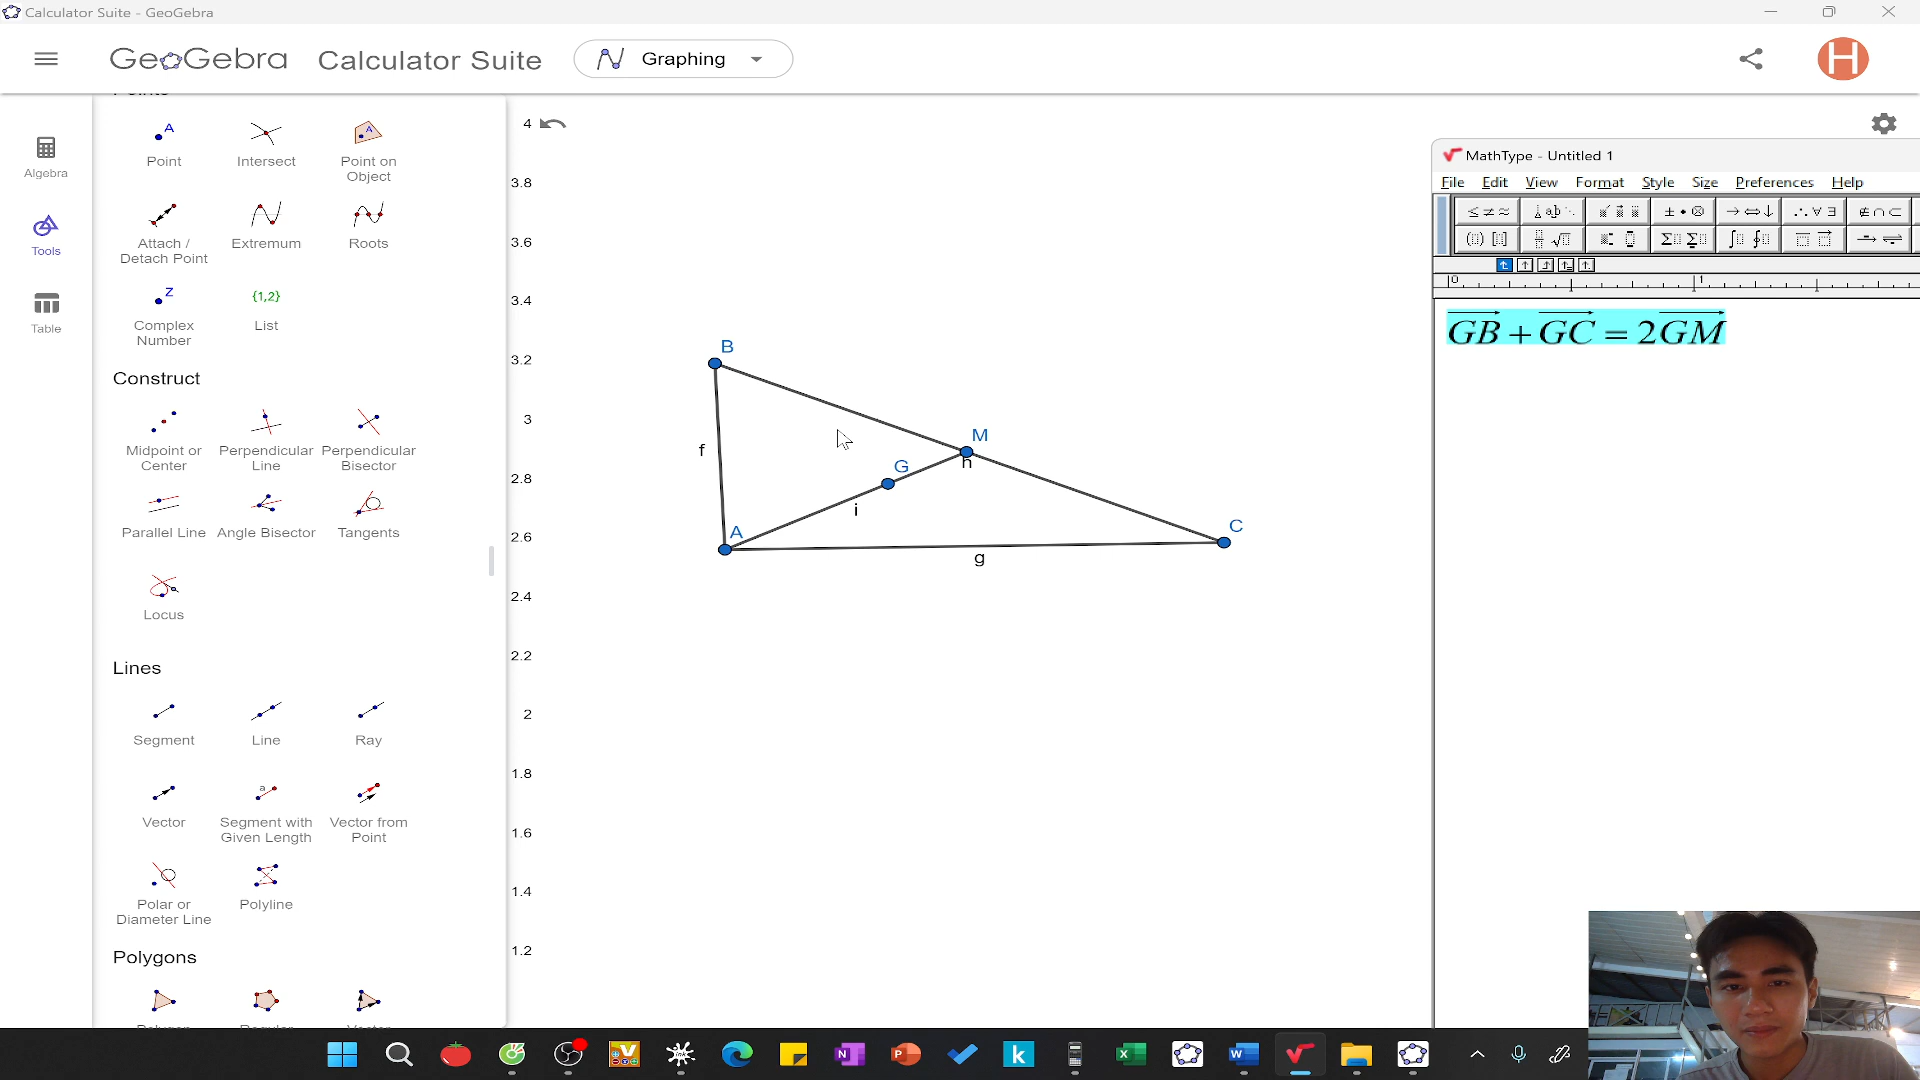 Calculator Suite - GeoGebra
GeoGebra Calculator Suite Graphing H
Algebra
Tools
Table
Point Intersect Point on Object
Attach / Detach Point Extremum Roots
Complex Number {1,2} List
Construct
Midpoint or Center Perpendicular Line Perpendicular Bisector
Parallel Line Angle Bisector Tangents
Locus
Lines
Segment Line Ray
Vector Segment with Given Length Vector from Point
Polar or Diameter Line Polyline
Polygons
4
3.8
3.6
3.4
3.2
3
2.8
2.6
2.4
2.2
2
1.8
1.6
1.4
1.2
B
M
f
G
h
i
A
C
g
MathType - Untitled 1
File Edit View Format Style Size Preferences Help
0 1
GB + GC = 2GM